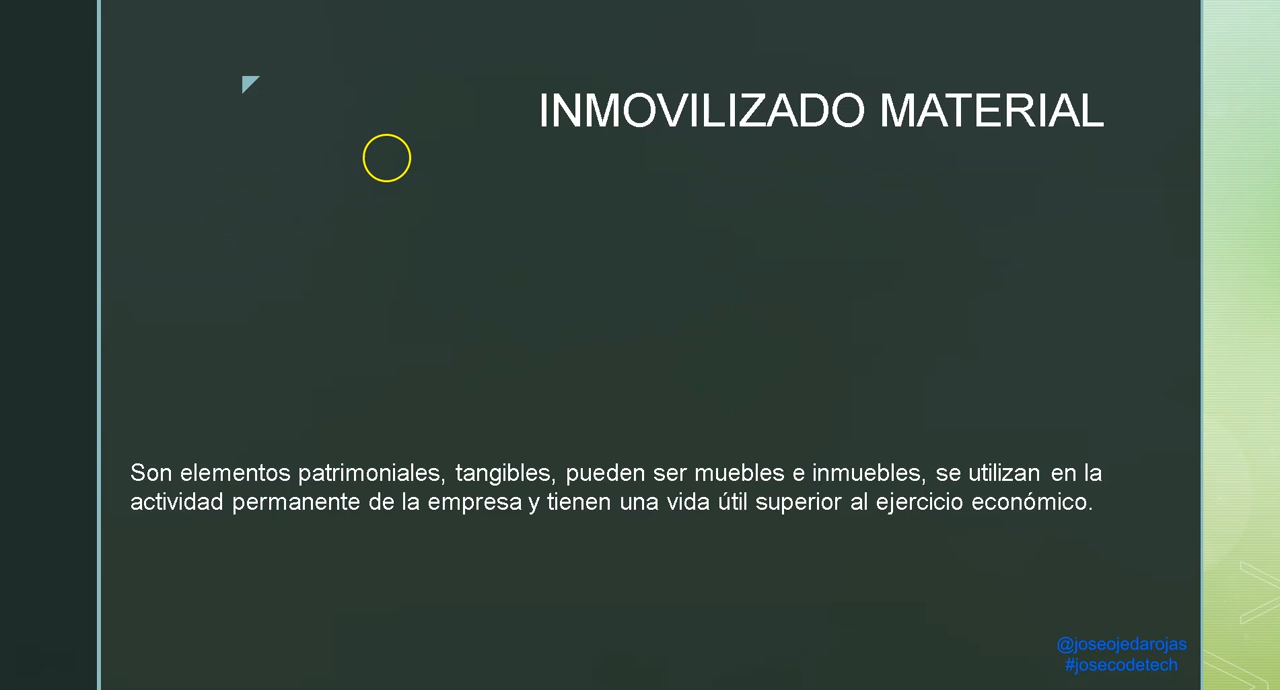 INMOVILIZADO MATERIAL
Son elementos patrimoniales, tangibles, pueden ser muebles e inmuebles, se utilizan en la
actividad permanente de la empresa y tienen una vida útil superior al ejercicio económico.
@joseojedarojas
#josecodetech